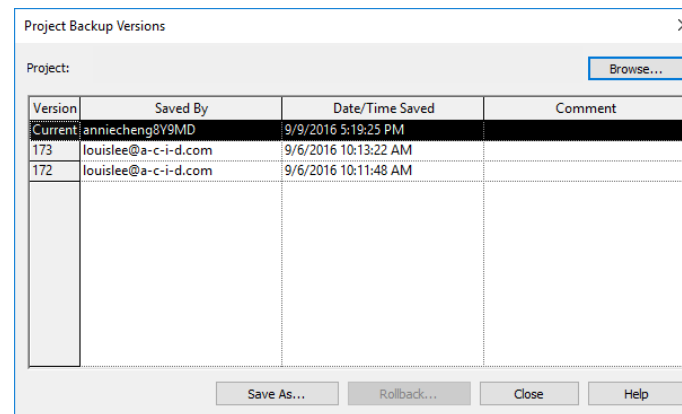 Project Backup Versions
Project:
Browse...
Version Saved By Date/Time Saved Comment
Current anniecheng8Y9MD 9/9/2016 5:19:25 PM
173 louislee@a-c-i-d.com 9/6/2016 10:13:22 AM
172 louislee@a-c-i-d.com 9/6/2016 10:11:48 AM
Save As... Rollback... Close Help